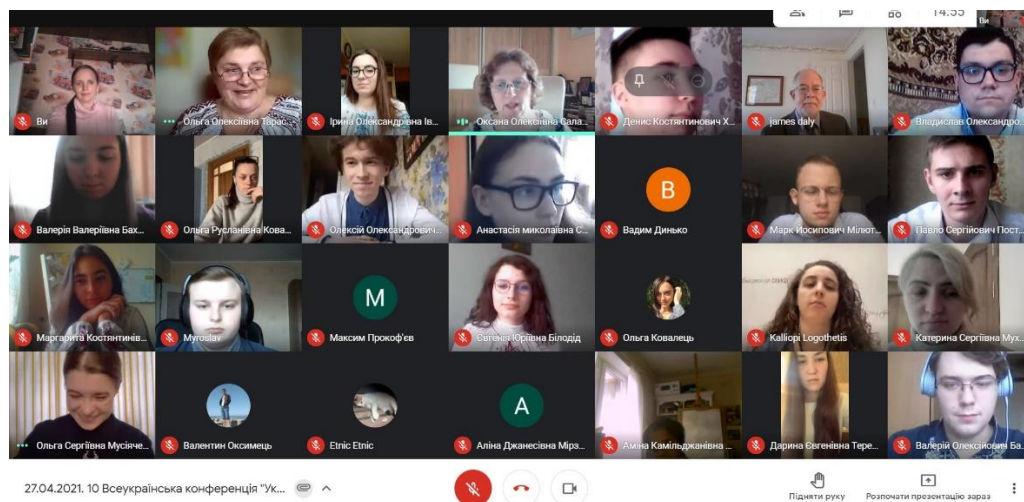 14:55
Ви
Ви
Ольга Олексіївна Тарас...
Ірина Олександрівна Ів...
Оксана Олексіївна Сала...
Денис Костянтинович Х...
james daly
Владислав Олександро...
Валерія Валеріївна Бах...
Ольга Русланівна Кова...
Олексій Олександрович...
Анастасія миколаївна С...
В
Вадим Динько
Марк Йосипович Мілют...
Павло Сергійович Пост...
Маргарита Костянтинів...
Myroslav
М
Максим Прокоф'єв
Євгенія Юріївна Білодід
Ольга Ковалець
Kalliopi Logothetis
Катерина Сергіївна Мух...
Ольга Сергіївна Мусіяче...
Валентин Оксимець
Etnic Etnic
А
Аліна Джанесівна Мірз...
Аміна Камільджанівна ...
Дарина Євгенівна Тере...
Валерій Олексійович Ба...
27.04.2021. 10 Всеукраїнська конференція "Ук...
Підняти руку
Розпочати презентацію зараз